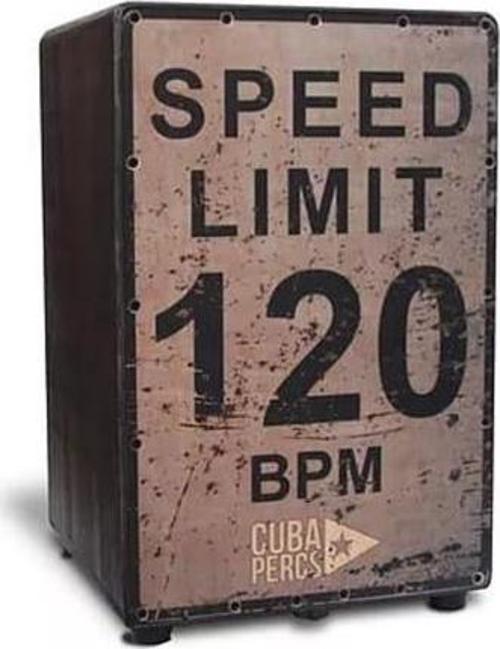 SPEED
LIMIT
120
BPM
CUBA
PERCS